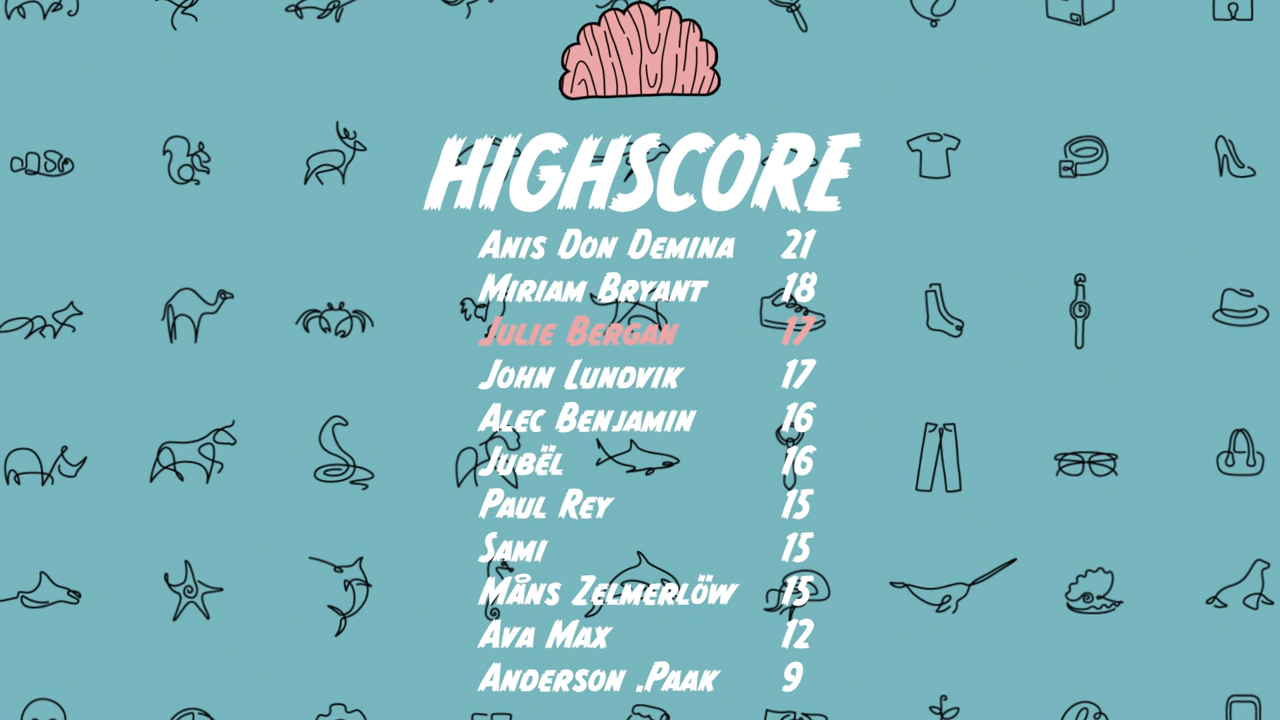 HIGHSCORE
ANIS DON DEMINA 21
MIRIAM BRYANT 18
JULIE BERGAN 17
JOHN LUNDVIK 17
ALEC BENJAMIN 16
JUBËL 16
PAUL REY 15
SAMI 15
MÅNS ZELMERLÖW 15
AVA MAX 12
ANDERSON .PAAK 9